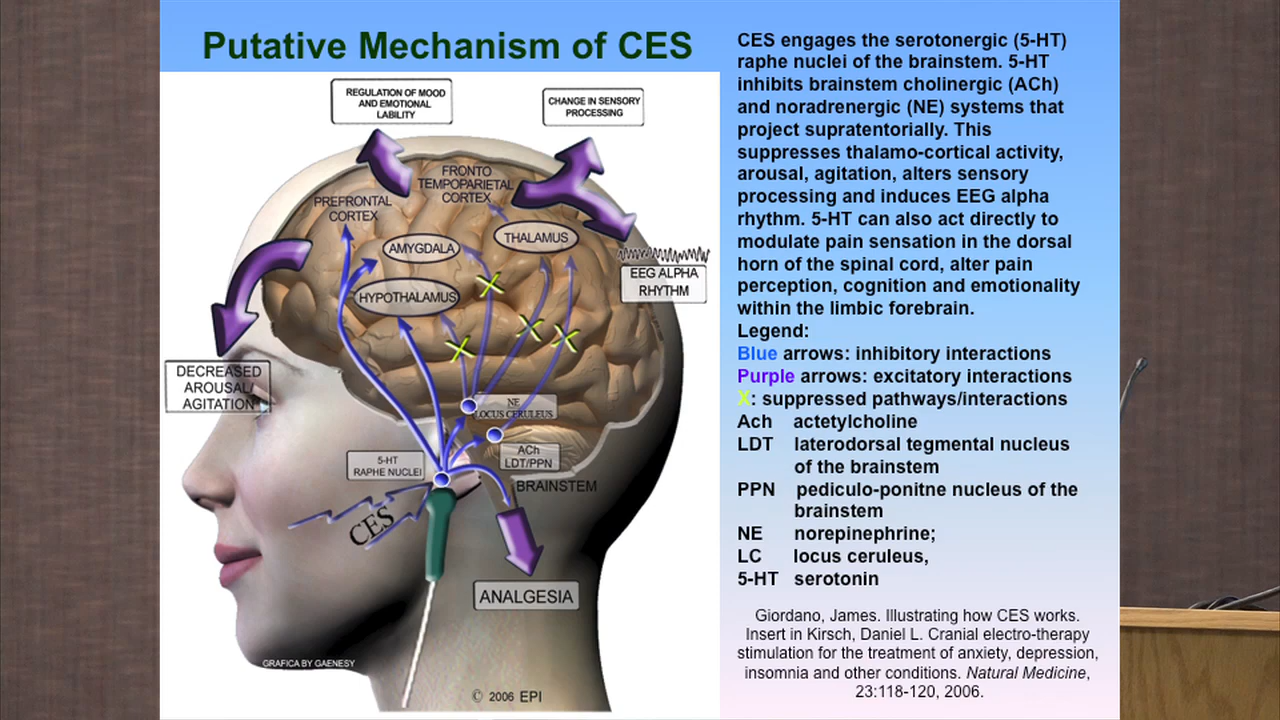 Putative Mechanism of CES
REGULATION OF MOOD
AND EMOTIONAL
LABILITY
CHANGE IN SENSORY
PROCESSING
FRONTO
TEMPOPARIETAL
CORTEX
PREFRONTAL
CORTEX
AMYGDALA
THALAMUS
HYPOTHALAMUS
EEG ALPHA
RHYTHM
DECREASED
AROUSAL/
AGITATION
NE
LOCUS CERULEUS
5-HT
RAPHE NUCLEI
ACh
LDT/PPN
BRAINSTEM
CES
ANALGESIA
GRAFICA BY GAENESY
© 2006 EPI
CES engages the serotonergic (5-HT)
raphe nuclei of the brainstem. 5-HT
inhibits brainstem cholinergic (ACh)
and noradrenergic (NE) systems that
project supratentorially. This
suppresses thalamo-cortical activity,
arousal, agitation, alters sensory
processing and induces EEG alpha
rhythm. 5-HT can also act directly to
modulate pain sensation in the dorsal
horn of the spinal cord, alter pain
perception, cognition and emotionality
within the limbic forebrain.
Legend:
Blue arrows: inhibitory interactions
Purple arrows: excitatory interactions
X: suppressed pathways/interactions
Ach actetylcholine
LDT laterodorsal tegmental nucleus
of the brainstem
PPN pediculo-ponitne nucleus of the
brainstem
NE norepinephrine;
LC locus ceruleus,
5-HT serotonin
Giordano, James. Illustrating how CES works.
Insert in Kirsch, Daniel L. Cranial electro-therapy
stimulation for the treatment of anxiety, depression,
insomnia and other conditions. Natural Medicine,
23:118-120, 2006.